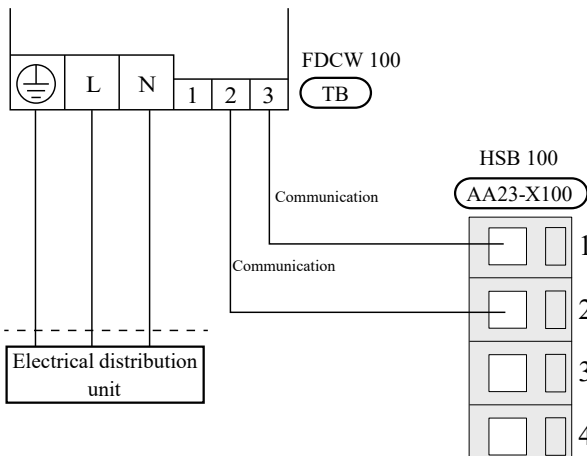 FDCW 100
L N 1 2 3 TB
HSB 100
AA23-X100
Communication
1
Communication
2
Electrical distribution
unit
3
4